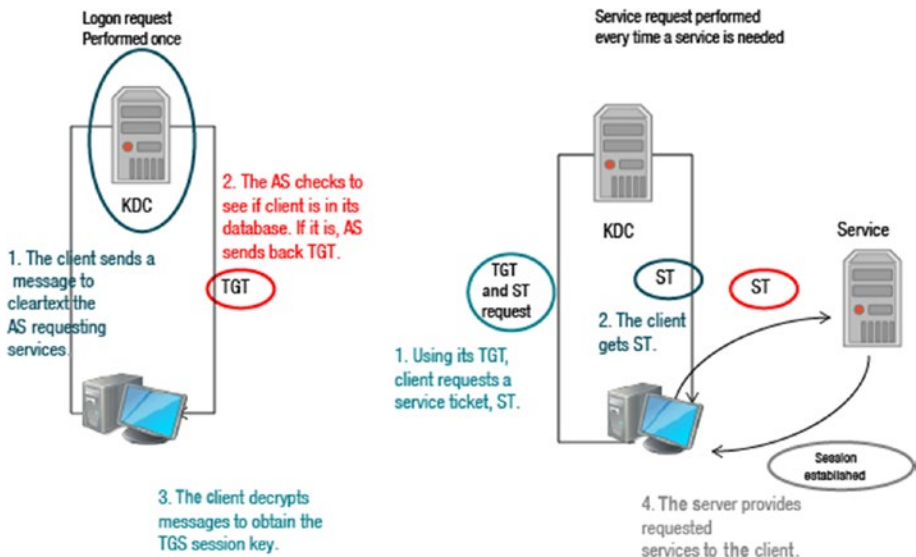 Logon request
Performed once
KDC
1. The client sends a
message to
cleartext the
AS requesting
services.
2. The AS checks to
see if client is in its
database. If it is, AS
sends back TGT.
TGT
3. The client decrypts
messages to obtain the
TGS session key.
Service request performed
every time a service is needed
KDC
TGT
and ST
request
1. Using its TGT,
client requests a
service ticket, ST.
ST
2. The client
gets ST.
ST
Service
Session
established
4. The server provides
requested
services to the client.